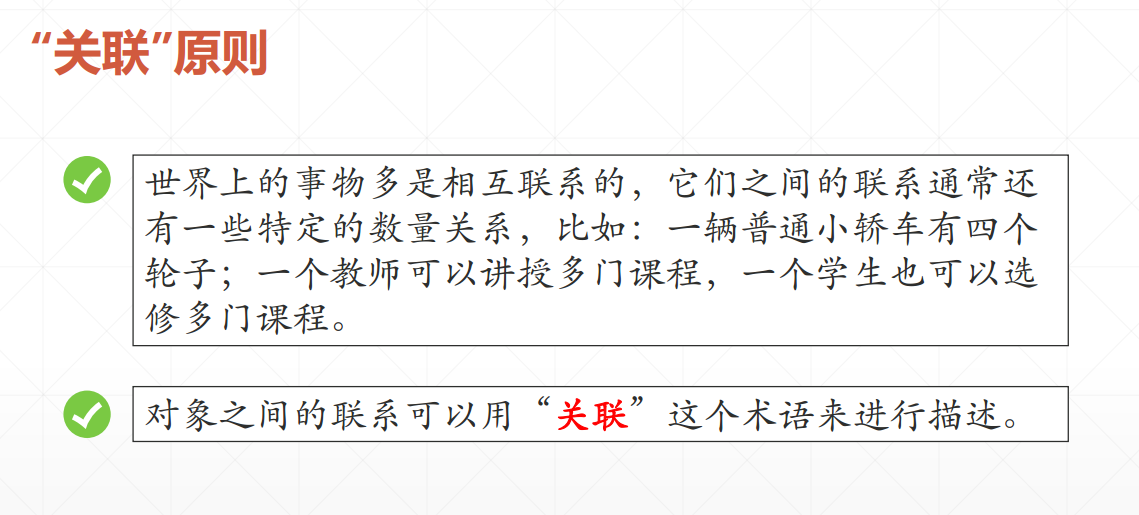 “关联”原则
世界上的事物多是相互联系的，它们之间的联系通常还
有一些特定的数量关系，比如：一辆普通小轿车有四个
轮子；一个教师可以讲授多门课程，一个学生也可以选
修多门课程。
对象之间的联系可以用“关联”这个术语来进行描述。